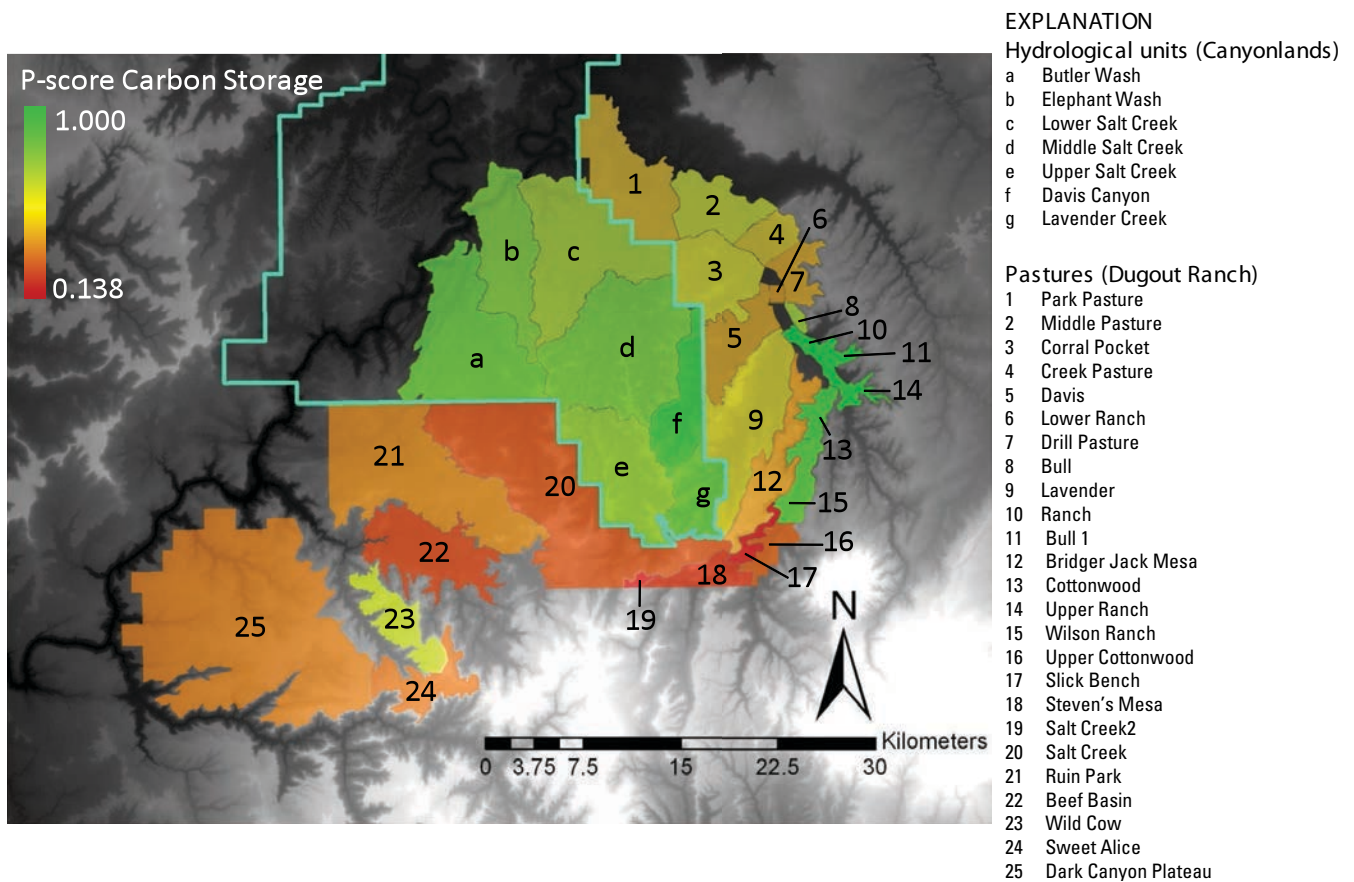 P-score Carbon Storage
1.000
0.138
1
2
3
4
5
6
7
8
9
10
11
12
13
14
15
16
17
18
19
20
21
22
23
24
25
a
b
c
d
e
f
g
N
Kilometers
0 3.75 7.5 15 22.5 30
EXPLANATION
Hydrological units (Canyonlands)
a Butler Wash
b Elephant Wash
c Lower Salt Creek
d Middle Salt Creek
e Upper Salt Creek
f Davis Canyon
g Lavender Creek
Pastures (Dugout Ranch)
1 Park Pasture
2 Middle Pasture
3 Corral Pocket
4 Creek Pasture
5 Davis
6 Lower Ranch
7 Drill Pasture
8 Bull
9 Lavender
10 Ranch
11 Bull 1
12 Bridger Jack Mesa
13 Cottonwood
14 Upper Ranch
15 Wilson Ranch
16 Upper Cottonwood
17 Slick Bench
18 Steven's Mesa
19 Salt Creek2
20 Salt Creek
21 Ruin Park
22 Beef Basin
23 Wild Cow
24 Sweet Alice
25 Dark Canyon Plateau